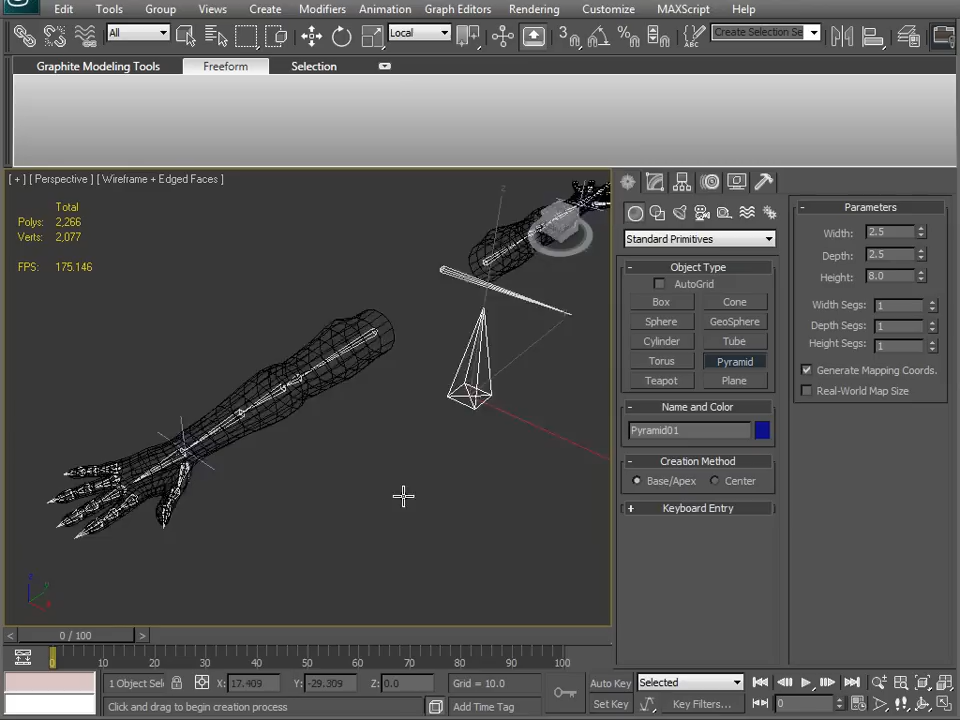 Edit Tools Group Views Create Modifiers Animation Graph Editors Rendering Customize MAXScript Help
All Local 3 Create Selection Se
Graphite Modeling Tools Freeform Selection
[ + ] [ Perspective ] [ Wireframe + Edged Faces ]
Total
Polys: 2,266
Verts: 2,077
FPS: 175.146
z
Standard Primitives
- Object Type
AutoGrid
Box Cone
Sphere GeoSphere
Cylinder Tube
Torus Pyramid
Teapot Plane
- Name and Color
Pyramid01
- Creation Method
Base/Apex Center
+ Keyboard Entry
- Parameters
Width: 2.5
Depth: 2.5
Height: 8.0
Width Segs: 1
Depth Segs: 1
Height Segs: 1
Generate Mapping Coords.
Real-World Map Size
< 0 / 100 >
0 10 20 30 40 50 60 70 80 90 100
1 Object Sel X: 17.409 Y: -29.309 Z: 0.0 Grid = 10.0 Auto Key Selected
Click and drag to begin creation process Add Time Tag Set Key Key Filters... 0